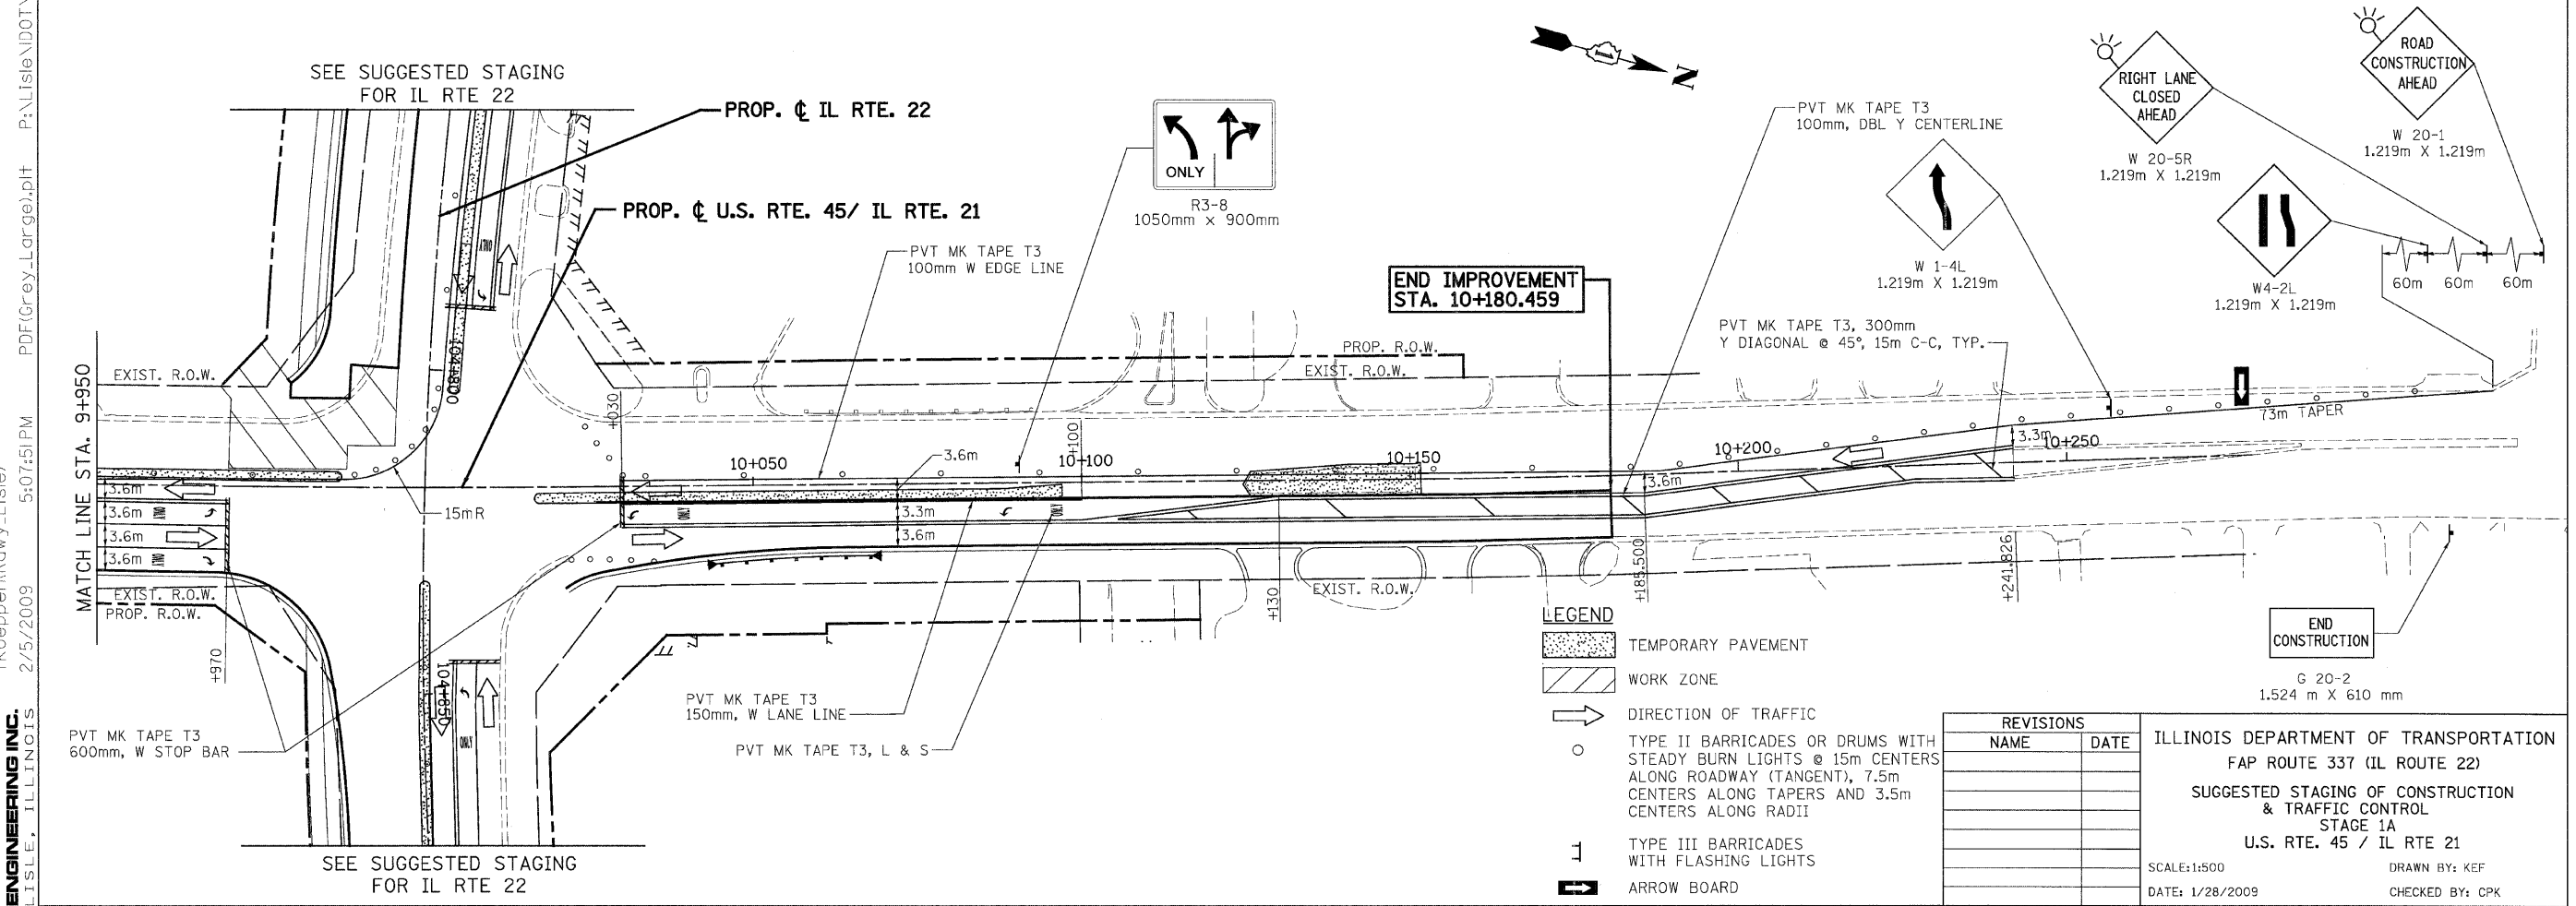 SEE SUGGESTED STAGING
FOR IL RTE 22
PROP. ℄ IL RTE. 22
PROP. ℄ U.S. RTE. 45/ IL RTE. 21
PVT MK TAPE T3
100mm W EDGE LINE
ONLY
R3-8
1050mm x 900mm
N
END IMPROVEMENT
STA. 10+180.459
PVT MK TAPE T3
100mm, DBL Y CENTERLINE
W 1-4L
1.219m X 1.219m
PVT MK TAPE T3, 300mm
Y DIAGONAL @ 45°, 15m C-C, TYP.
RIGHT LANE
CLOSED
AHEAD
W 20-5R
1.219m X 1.219m
ROAD
CONSTRUCTION
AHEAD
W 20-1
1.219m X 1.219m
W4-2L
1.219m X 1.219m
60m
60m
60m
73m TAPER
MATCH LINE STA. 9+950
EXIST. R.O.W.
PROP. R.O.W.
EXIST. R.O.W.
104+800
+030
+100
10+050
10+100
10+150
10+200
10+250
3.6m
3.3m
3.6m
3.6m
3.3m
3.6m
3.6m
3.6m
3.6m
15mR
ONLY
ONLY
ONLY
ONLY
ONLY
ONLY
EXIST. R.O.W.
PROP. R.O.W.
+970
+130
EXIST. R.O.W.
+185.500
+241.826
104+850
PVT MK TAPE T3
600mm, W STOP BAR
PVT MK TAPE T3
150mm, W LANE LINE
PVT MK TAPE T3, L & S
SEE SUGGESTED STAGING
FOR IL RTE 22
END
CONSTRUCTION
G 20-2
1.524 m X 610 mm
LEGEND
TEMPORARY PAVEMENT
WORK ZONE
DIRECTION OF TRAFFIC
TYPE II BARRICADES OR DRUMS WITH
STEADY BURN LIGHTS @ 15m CENTERS
ALONG ROADWAY (TANGENT), 7.5m
CENTERS ALONG TAPERS AND 3.5m
CENTERS ALONG RADII
TYPE III BARRICADES
WITH FLASHING LIGHTS
ARROW BOARD
REVISIONS
NAME DATE
ILLINOIS DEPARTMENT OF TRANSPORTATION
FAP ROUTE 337 (IL ROUTE 22)
SUGGESTED STAGING OF CONSTRUCTION
& TRAFFIC CONTROL
STAGE 1A
U.S. RTE. 45 / IL RTE 21
SCALE:1:500 DRAWN BY: KEF
DATE: 1/28/2009 CHECKED BY: CPK
2/5/2009 5:07:51 PM PDF(Grey_Large).plt P:\Lisle\IDOT\
ENGINEERING INC.
LISLE, ILLINOIS